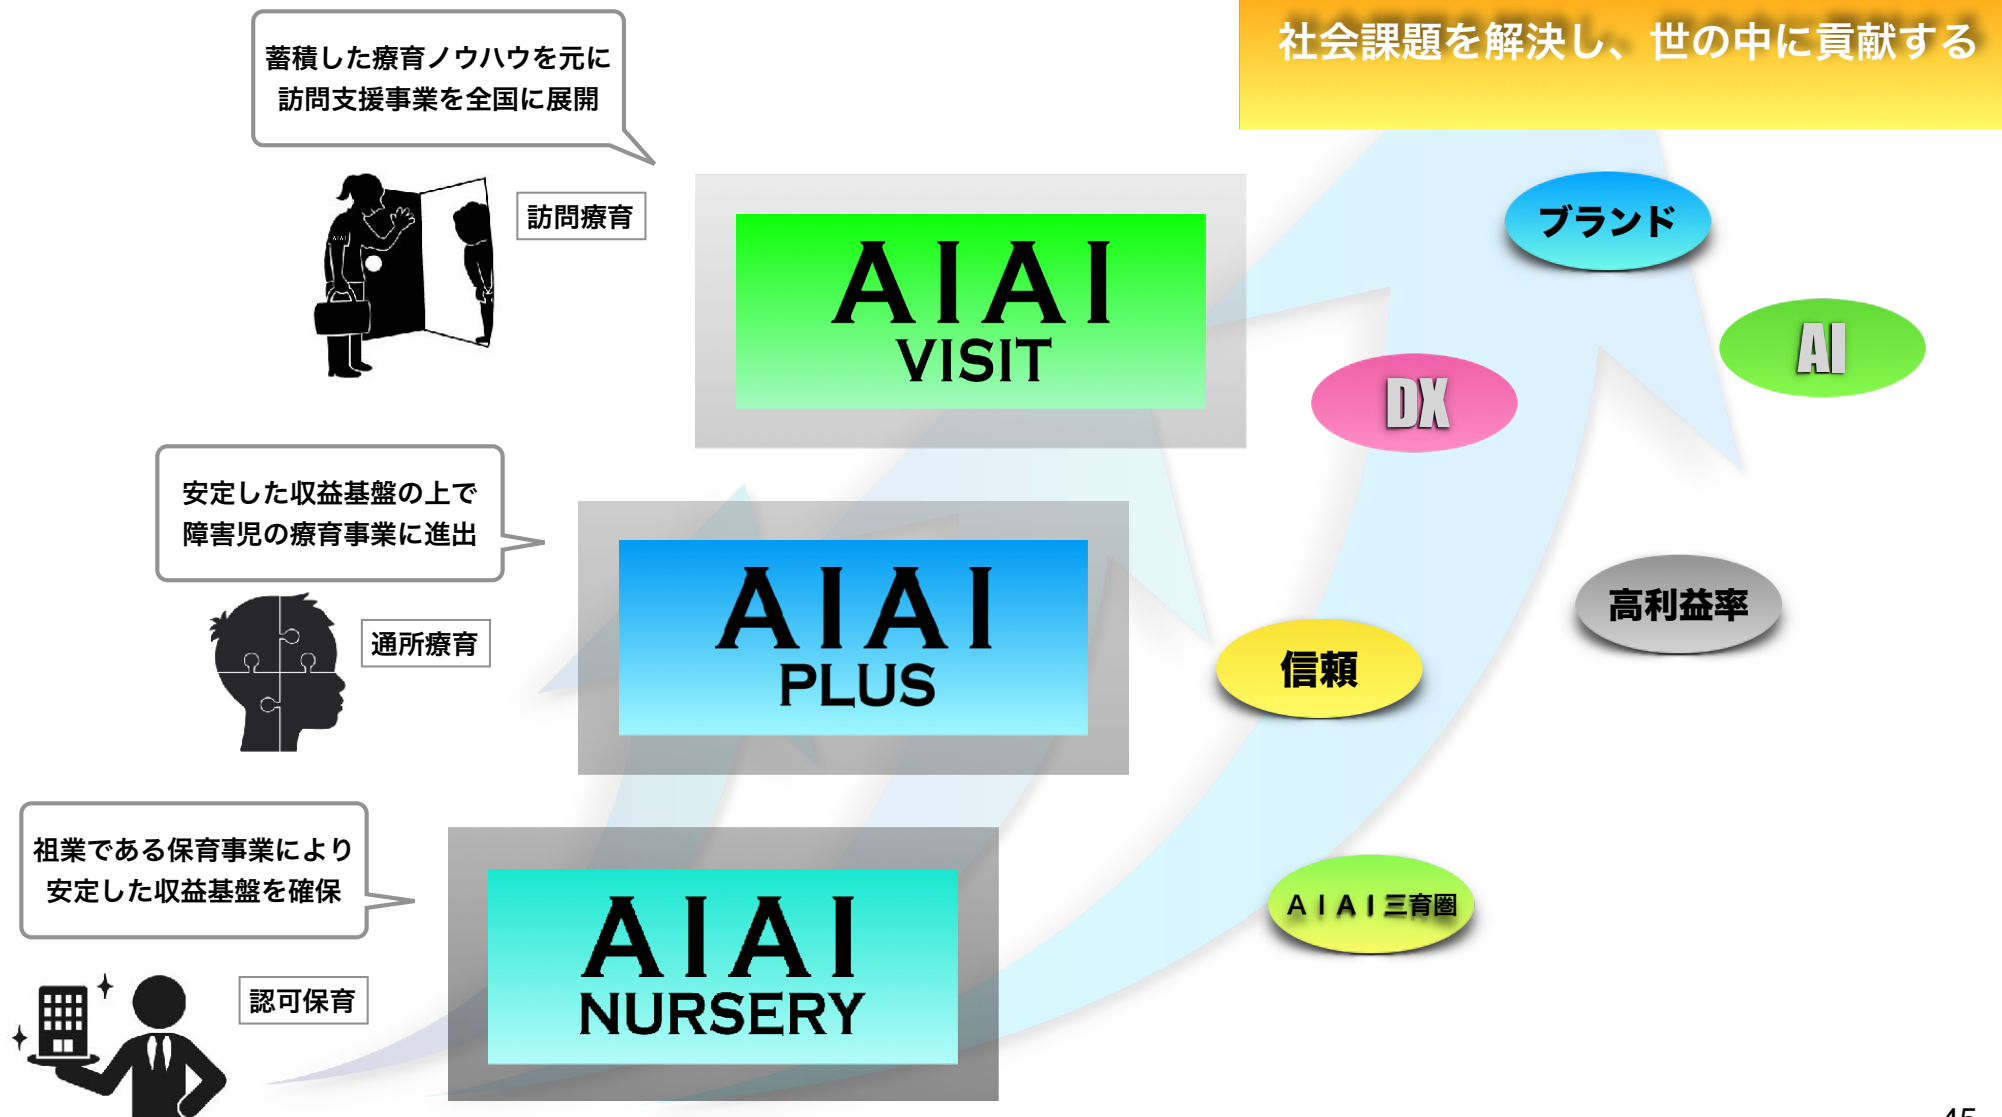 社会課題を解決し、世の中に貢献する
蓄積した療育ノウハウを元に
訪問支援事業を全国に展開
訪問療育
AIAI
AIAI
VISIT
ブランド
AI
DX
安定した収益基盤の上で
障害児の療育事業に進出
通所療育
AIAI
PLUS
高利益率
信頼
祖業である保育事業により
安定した収益基盤を確保
認可保育
AIAI
NURSERY
AIAI三育圏
45